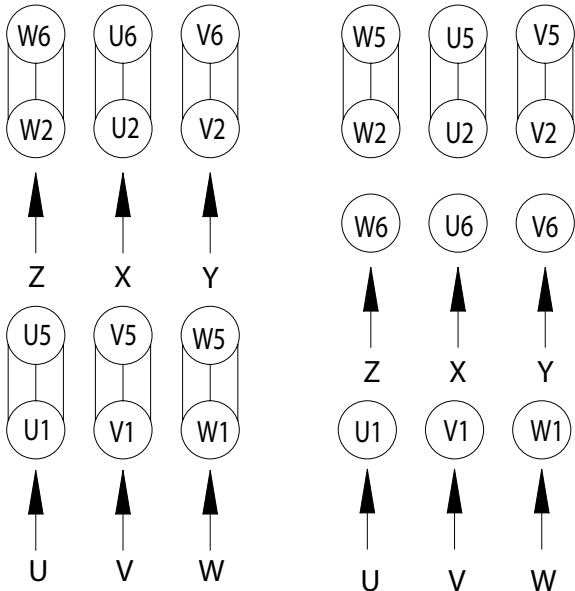 W6 U6 V6
W2 U2 V2
Z X Y
U5 V5 W5
U1 V1 W1
U V W
W5 U5 V5
W2 U2 V2
W6 U6 V6
Z X Y
U1 V1 W1
U V W